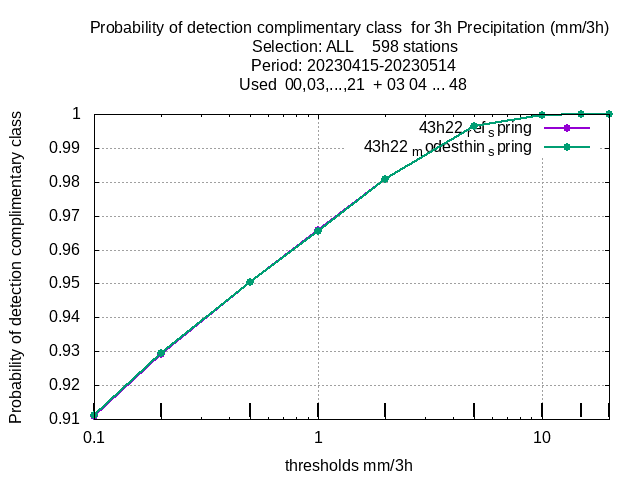 Probability of detection complimentary class  for 3h Precipitation (mm/3h)
Selection: ALL    598 stations
Period: 20230415-20230514
Used  00,03,...,21  + 03 04 ... 48
Probability of detection complimentary class
1
0.99
0.98
0.97
0.96
0.95
0.94
0.93
0.92
0.91
43h22_ref_spring
43h22_modesthin_spring
0.1
1
10
thresholds mm/3h